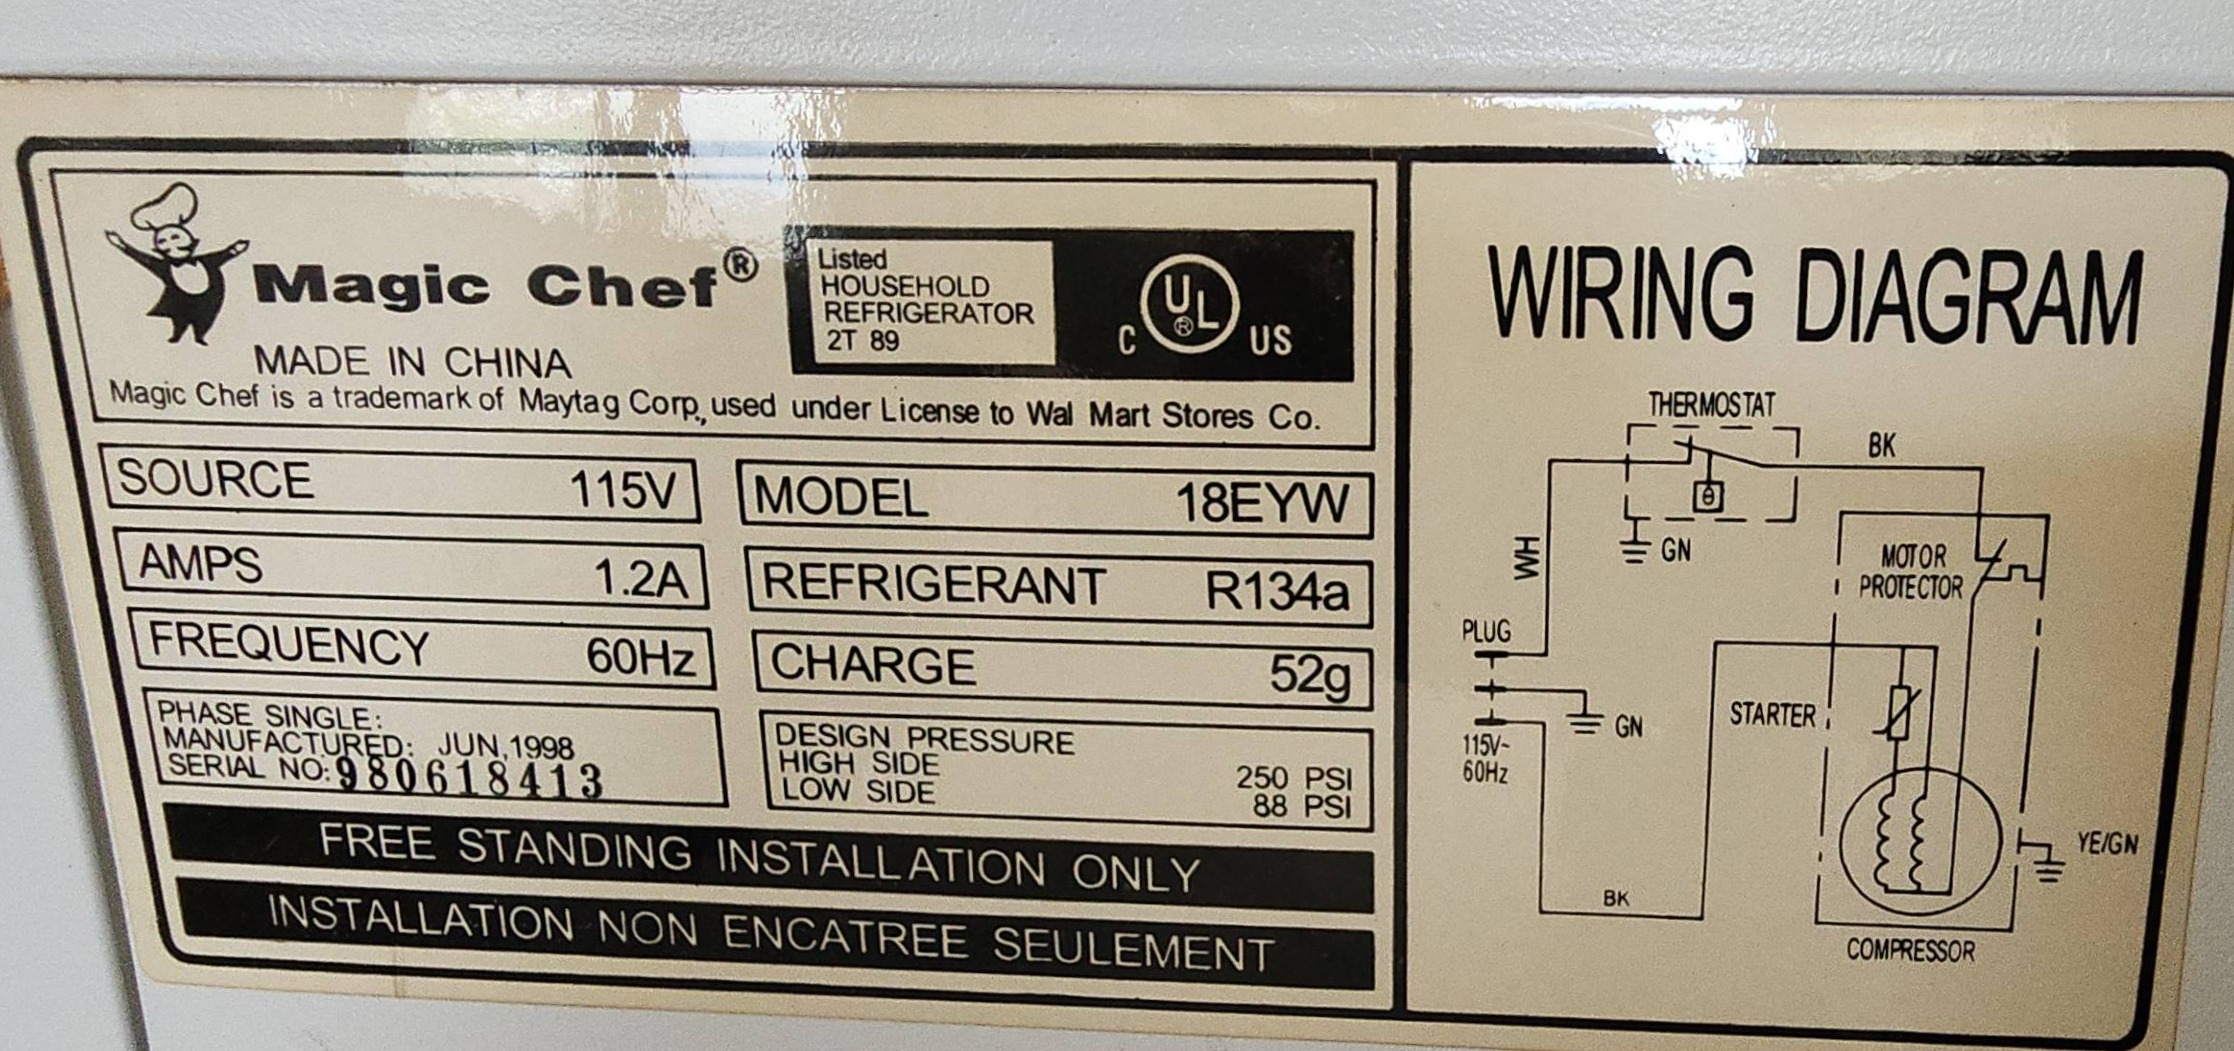 Magic Chef®
MADE IN CHINA
Magic Chef is a trademark of Maytag Corp., used under License to Wal Mart Stores Co.
Listed
HOUSEHOLD
REFRIGERATOR
2T 89
C UL® US
SOURCE 115V
MODEL 18EYW
AMPS 1.2A
REFRIGERANT R134a
FREQUENCY 60Hz
CHARGE 52g
PHASE SINGLE:
MANUFACTURED: JUN,1998
SERIAL NO: 980618413
DESIGN PRESSURE
HIGH SIDE 250 PSI
LOW SIDE 88 PSI
FREE STANDING INSTALLATION ONLY
INSTALLATION NON ENCATREE SEULEMENT
WIRING DIAGRAM
THERMOSTAT
BK
θ
GN
WH
MOTOR
PROTECTOR
PLUG
GN
115V~
60Hz
STARTER
YE/GN
BK
COMPRESSOR